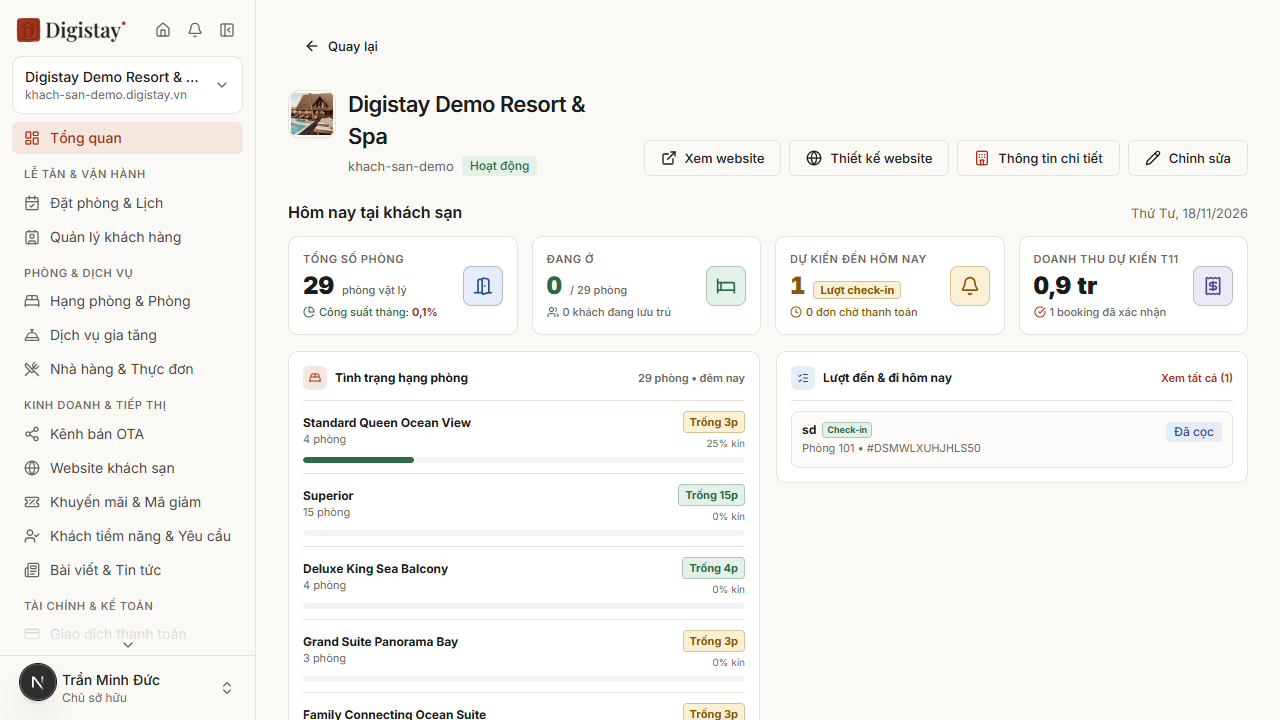 Digistay
Digistay Demo Resort & ...
khach-san-demo.digistay.vn
Tổng quan
LỄ TÂN & VẬN HÀNH
Đặt phòng & Lịch
Quản lý khách hàng
PHÒNG & DỊCH VỤ
Hạng phòng & Phòng
Dịch vụ gia tăng
Nhà hàng & Thực đơn
KINH DOANH & TIẾP THỊ
Kênh bán OTA
Website khách sạn
Khuyến mãi & Mã giảm
Khách tiềm năng & Yêu cầu
Bài viết & Tin tức
TÀI CHÍNH & KẾ TOÁN
Giao dịch thanh toán
N
Trần Minh Đức
Chủ sở hữu
Quay lại
Digistay Demo Resort &
Spa
khach-san-demo Hoạt động
Xem website
Thiết kế website
Thông tin chi tiết
Chỉnh sửa
Hôm nay tại khách sạn
Thứ Tư, 18/11/2026
TỔNG SỐ PHÒNG
29 phòng vật lý
Công suất tháng: 0,1%
ĐANG Ở
0 / 29 phòng
0 khách đang lưu trú
DỰ KIẾN ĐẾN HÔM NAY
1 Lượt check-in
0 đơn chờ thanh toán
DOANH THU DỰ KIẾN T11
0,9 tr
1 booking đã xác nhận
Tình trạng hạng phòng
29 phòng • đêm nay
Standard Queen Ocean View
Trống 3p
4 phòng
25% kín
Superior
Trống 15p
15 phòng
0% kín
Deluxe King Sea Balcony
Trống 4p
4 phòng
0% kín
Grand Suite Panorama Bay
Trống 3p
3 phòng
0% kín
Family Connecting Ocean Suite
Trống 3p
Lượt đến & đi hôm nay
Xem tất cả (1)
sd Check-in
Đã cọc
Phòng 101 • #DSMWLXUHJHLS50